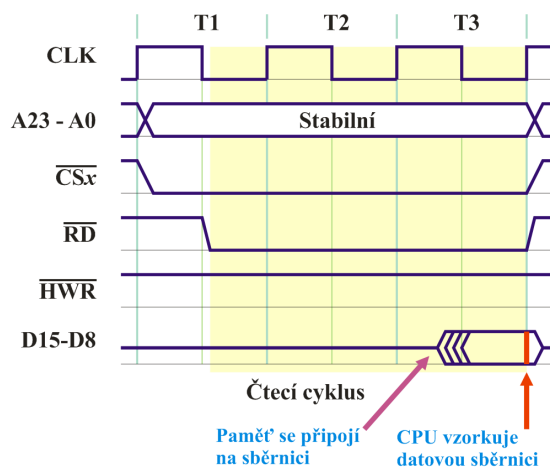 T1 T2 T3
CLK
A23 - A0 Stabilní
CSx
RD
HWR
D15-D8
Čtecí cyklus
Paměť se připojí
na sběrnici
CPU vzorkuje
datovou sběrnici